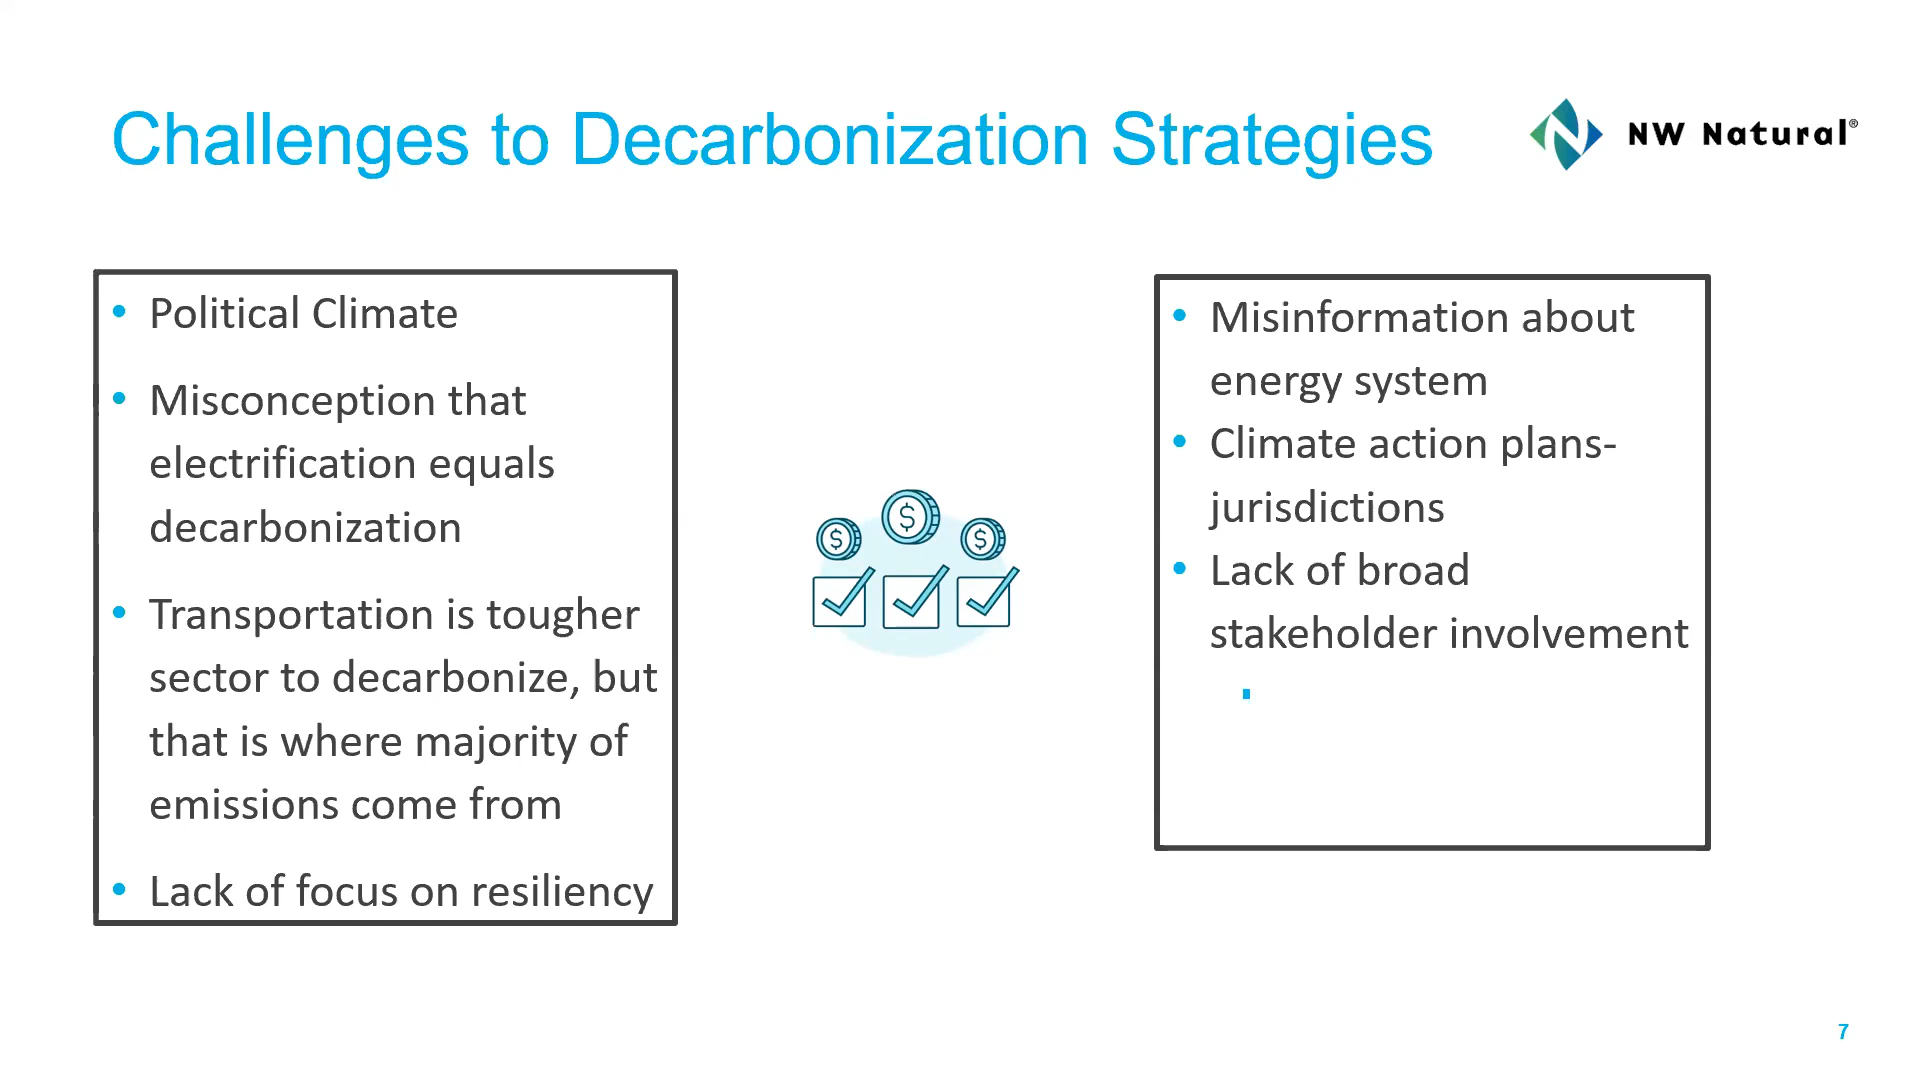 Challenges to Decarbonization Strategies
NW Natural®
• Political Climate
• Misconception that
electrification equals
decarbonization
• Transportation is tougher
sector to decarbonize, but
that is where majority of
emissions come from
• Lack of focus on resiliency
$ $ $
• Misinformation about
energy system
• Climate action plans-
jurisdictions
• Lack of broad
stakeholder involvement
▪
7